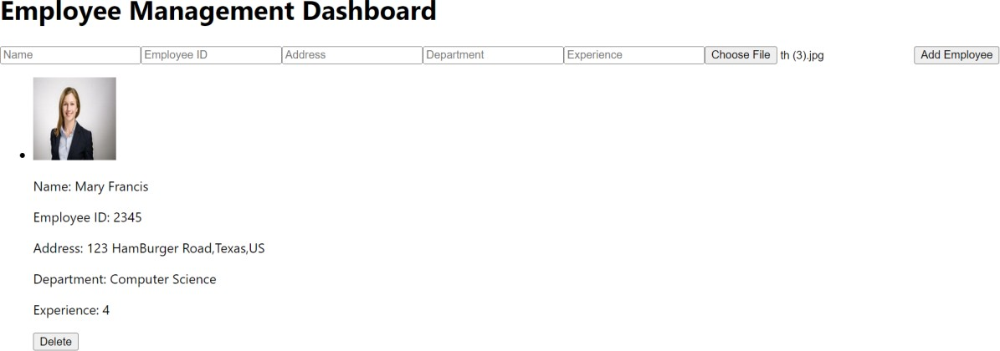 Employee Management Dashboard
Name Employee ID Address Department Experience Choose File th (3).jpg Add Employee
Name: Mary Francis
Employee ID: 2345
Address: 123 HamBurger Road,Texas,US
Department: Computer Science
Experience: 4
Delete